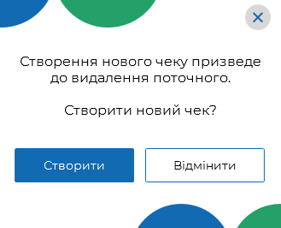 Створення нового чеку призведе
до видалення поточного.
Створити новий чек?
Створити
Відмінити